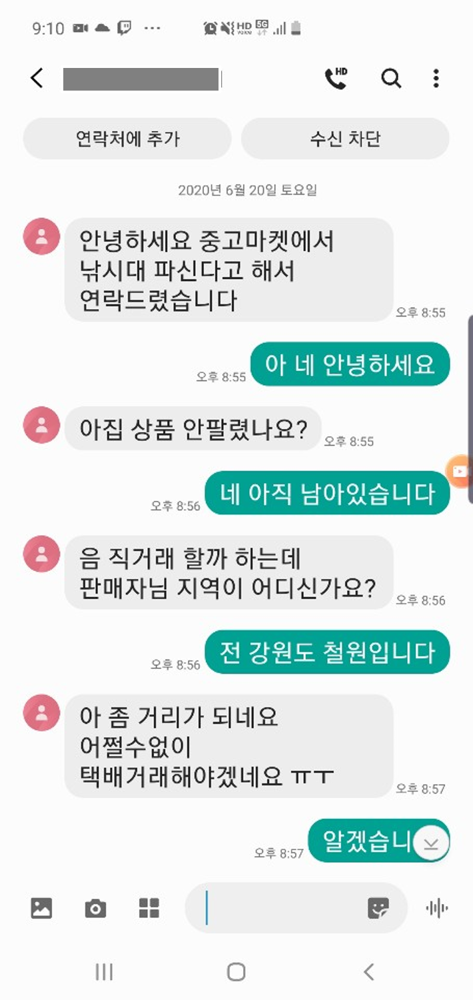 9:10
HD
5G
HD
연락처에 추가
수신 차단
2020년 6월 20일 토요일
안녕하세요 중고마켓에서
낚시대 파신다고 해서
연락드렸습니다
오후 8:55
오후 8:55
아 네 안녕하세요
아집 상품 안팔렸나요?
오후 8:55
오후 8:56
네 아직 남아있습니다
음 직거래 할까 하는데
판매자님 지역이 어디신가요?
오후 8:56
오후 8:56
전 강원도 철원입니다
아 좀 거리가 되네요
어쩔수없이
택배거래해야겠네요 ㅠㅜ
오후 8:57
오후 8:57
알겠습니